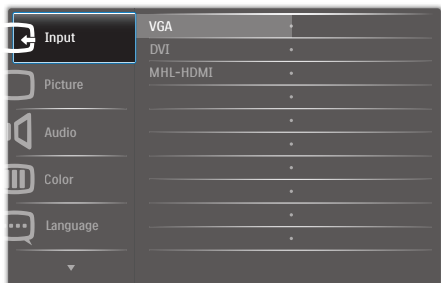 Input
Picture
Audio
Color
Language
VGA
DVI
MHL-HDMI